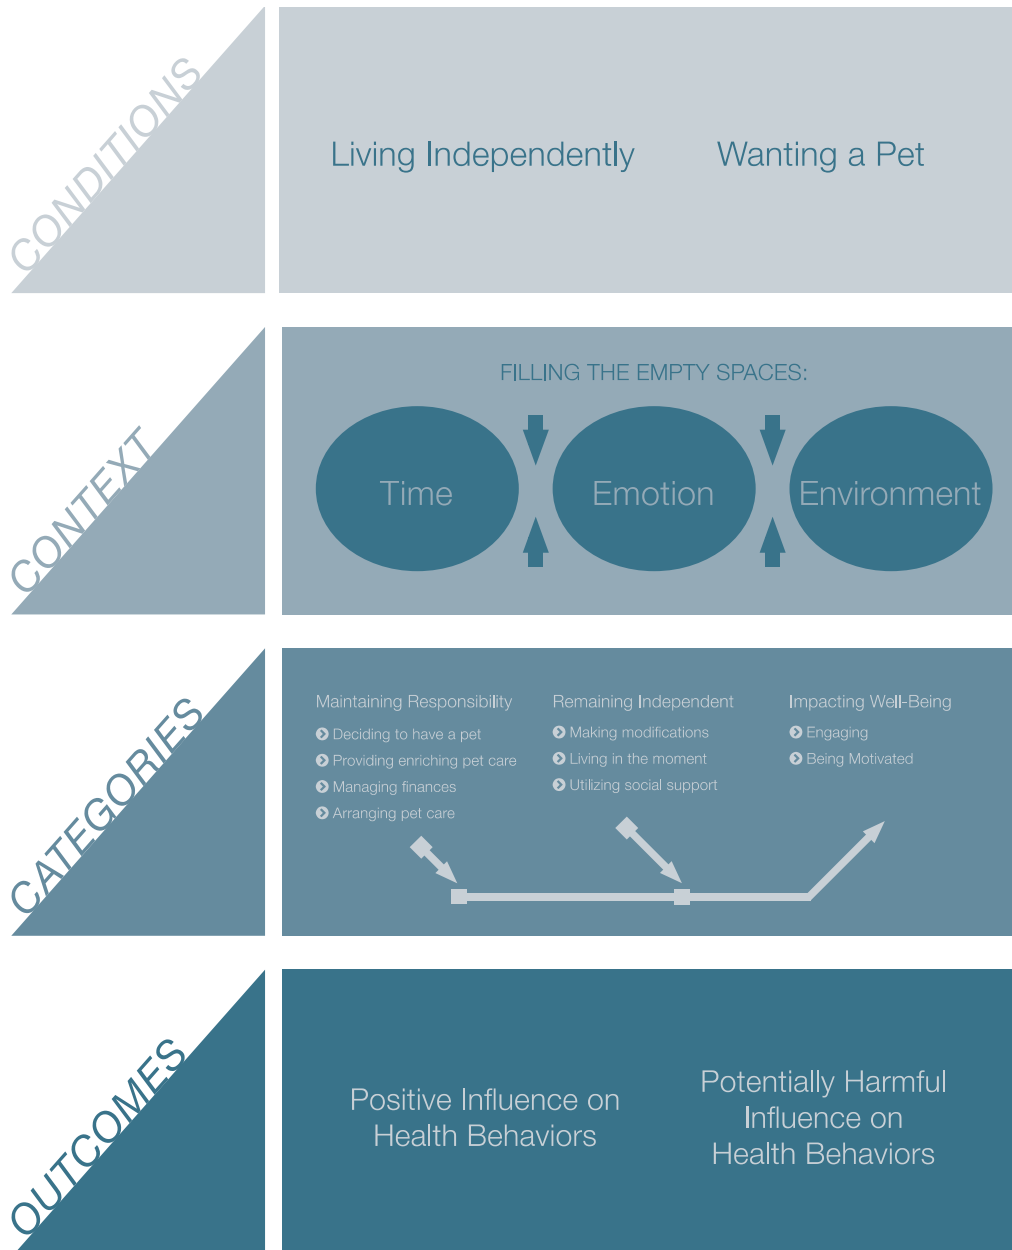 CONDITIONS
Living Independently
Wanting a Pet
CONTEXT
FILLING THE EMPTY SPACES:
Time
Emotion
Environment
CATEGORIES
Maintaining Responsibility
Deciding to have a pet
Providing enriching pet care
Managing finances
Arranging pet care
Remaining Independent
Making modifications
Living in the moment
Utilizing social support
Impacting Well-Being
Engaging
Being Motivated
OUTCOMES
Positive Influence on
Health Behaviors
Potentially Harmful
Influence on
Health Behaviors